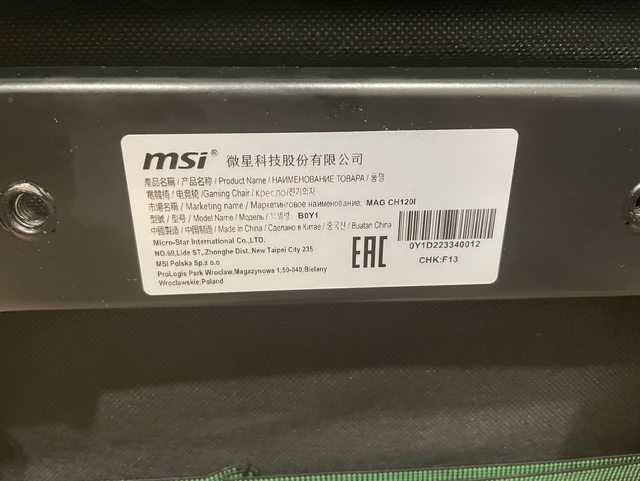 msi® 微星科技股份有限公司
產品名稱 / 产品名称 / Product Name / НАИМЕНОВАНИЕ ТОВАРА / 품명
電競椅 / 电竞椅 /Gaming Chair / Кресло/전기의자
市場名稱 / Marketing name / Маркетинговое наименование. MAG CH120I
型號 / 型号 / Model Name / Модель / 모델명: B0Y1
中國製造 / 中国制造 / Made in China / Сделано в Китае / 중국산 / Buatan China
Micro-Star International Co.,LTD.
NO.69,Lide ST.,Zhonghe Dist.,New Taipei City 235
MSI Polska Sp.z o.o
ProLogis Park Wroclaw,Magazynowa 1;50-040;Bielany
Wroclawskie;Poland
EAC
0Y1D223340012
CHK:F13